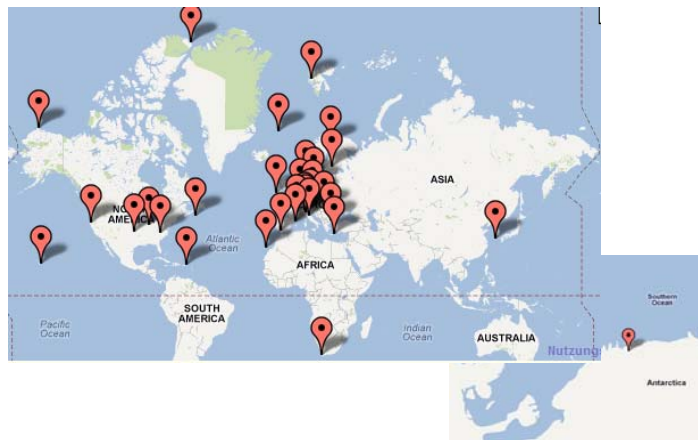 ASIA
NO
AMERICA
Atlantic
Ocean
AFRICA
SOUTH
AMERICA
Pacific
Ocean
Indian
Ocean
AUSTRALIA
Nutzung
Southern
Ocean
Antarctica